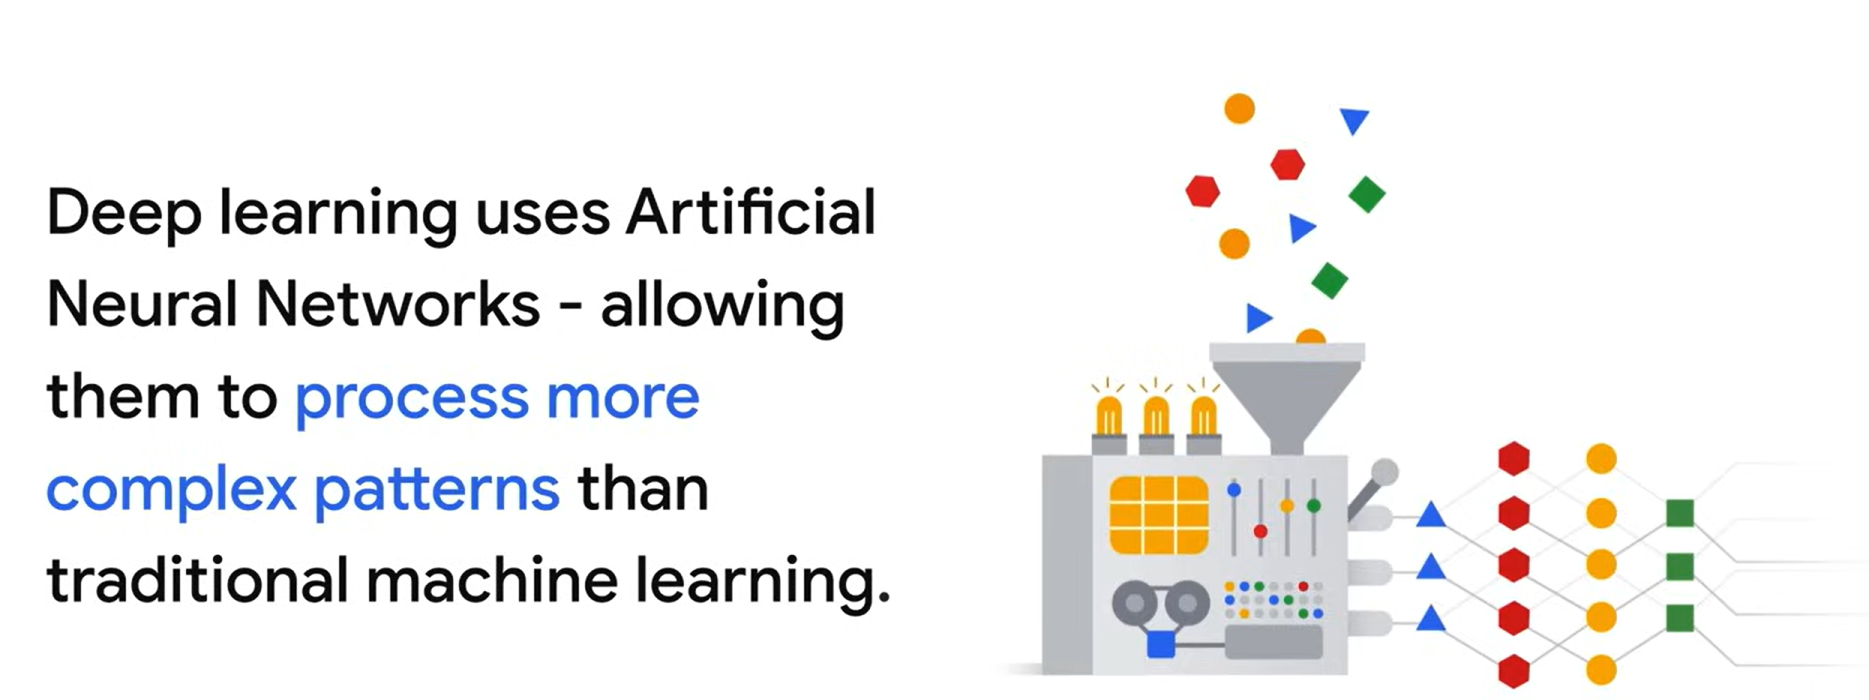 Deep learning uses Artificial
Neural Networks - allowing
them to process more
complex patterns than
traditional machine learning.